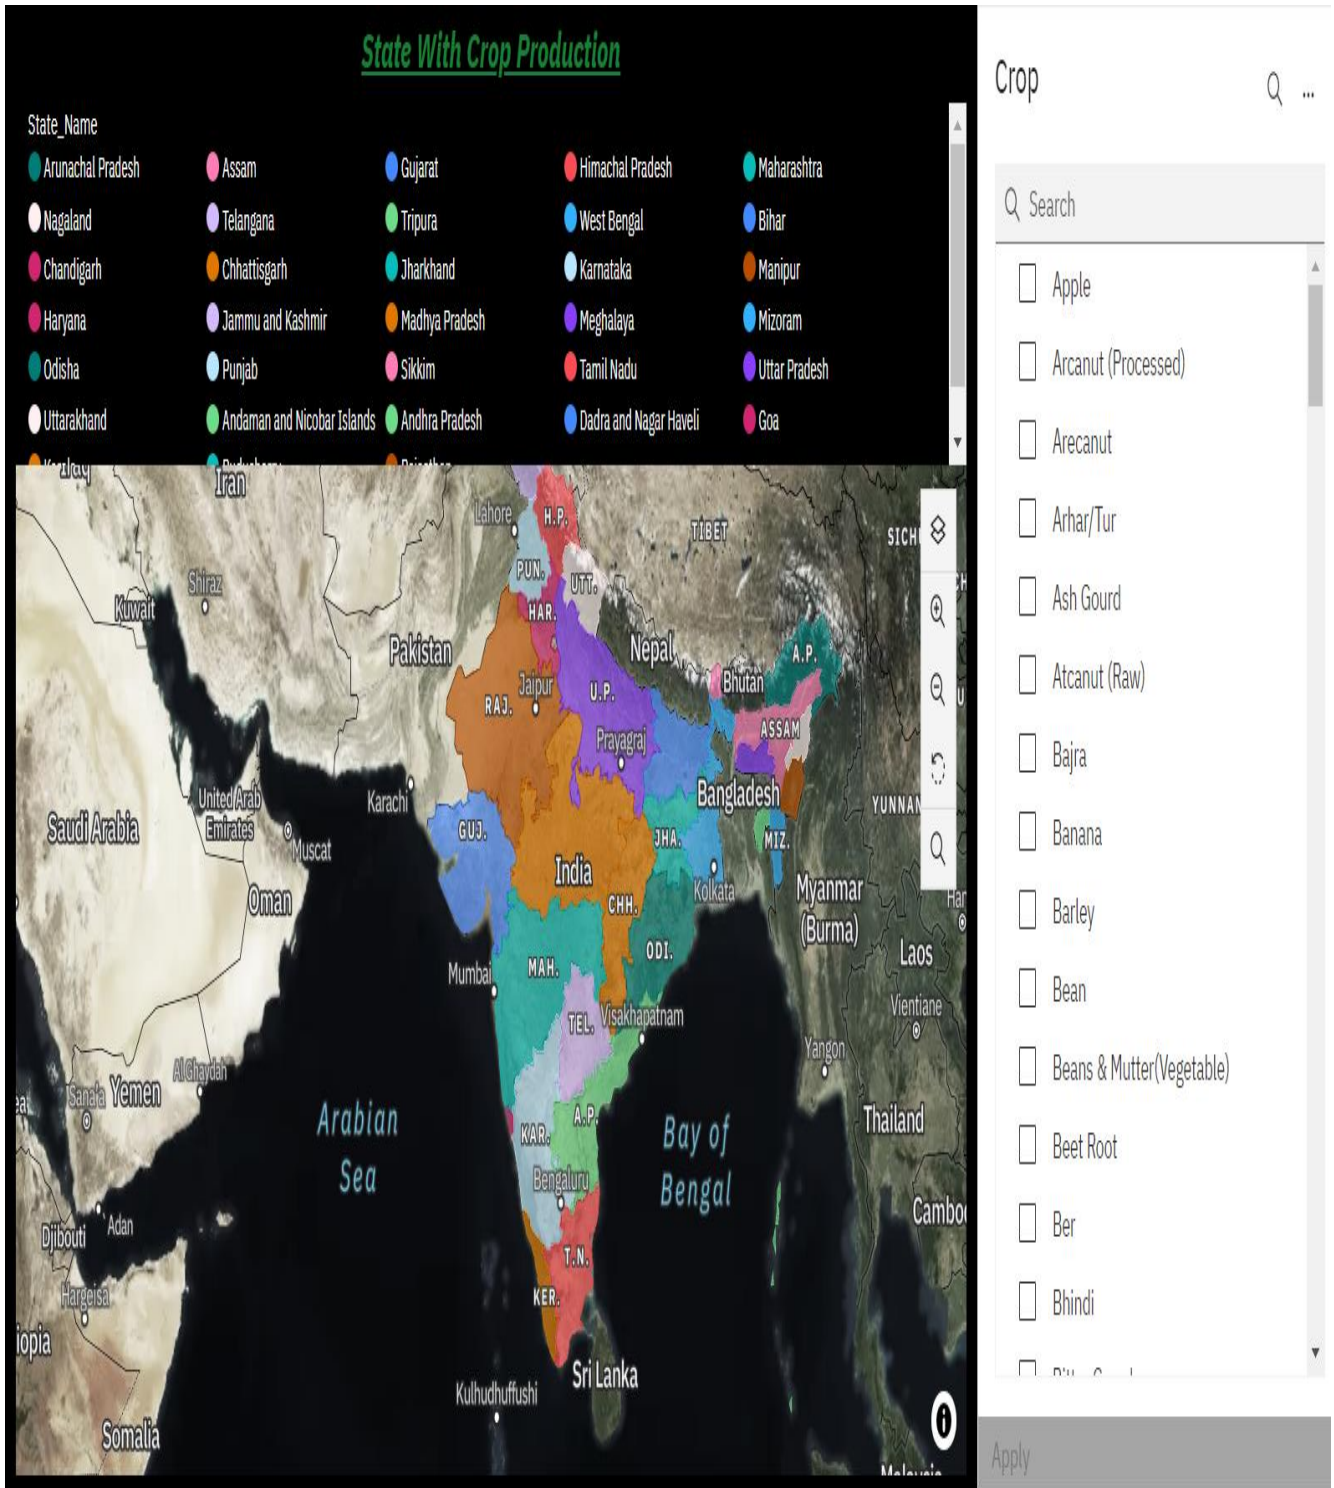 State With Crop Production
State_Name
Arunachal Pradesh Assam Gujarat Himachal Pradesh Maharashtra
Nagaland Telangana Tripura West Bengal Bihar
Chandigarh Chhattisgarh Jharkhand Karnataka Manipur
Haryana Jammu and Kashmir Madhya Pradesh Meghalaya Mizoram
Odisha Punjab Sikkim Tamil Nadu Uttar Pradesh
Uttarakhand Andaman and Nicobar Islands Andhra Pradesh Dadra and Nagar Haveli Goa
Iraq
Iran
Lahore
H.P.
TIBET
PUN.
UTT.
Shiraz
Kuwait
HAR.
Pakistan
Nepal
A.P.
Bhutan
Jaipur
U.P.
RAJ.
ASSAM
Prayagraj
Bangladesh
Karachi
United Arab
Emirates
YUNNAN
Saudi Arabia
GUJ.
JHA.
MIZ.
Muscat
India
Kolkata
Myanmar
(Burma)
Oman
CHH.
ODI.
Laos
MAH.
Mumbai
Vientiane
TEL.
Visakhapatnam
Yangon
Al Ghaydah
Sana'a
Yemen
Arabian
Sea
A.P.
KAR.
Bay of
Bengal
Thailand
Bengaluru
Adan
Djibouti
T.N.
Hargeisa
KER.
Sri Lanka
Kulhudhuffushi
Somalia
Crop
...
Search
Apple
Arcanut (Processed)
Arecanut
Arhar/Tur
Ash Gourd
Atcanut (Raw)
Bajra
Banana
Barley
Bean
Beans & Mutter(Vegetable)
Beet Root
Ber
Bhindi
Apply